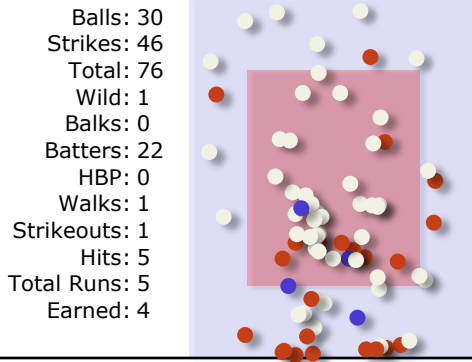 Balls: 30
Strikes: 46
Total: 76
Wild: 1
Balks: 0
Batters: 22
HBP: 0
Walks: 1
Strikeouts: 1
Hits: 5
Total Runs: 5
Earned: 4